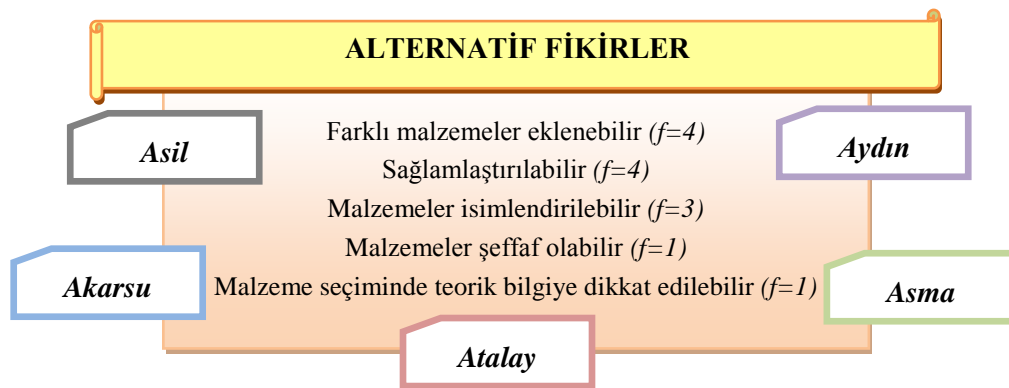 ALTERNATİF FİKİRLER
Asil
Farklı malzemeler eklenebilir (f=4)
Aydın
Sağlamlaştırılabilir (f=4)
Malzemeler isimlendirilebilir (f=3)
Malzemeler şeffaf olabilir (f=1)
Akarsu
Malzeme seçiminde teorik bilgiye dikkat edilebilir (f=1)
Asma
Atalay